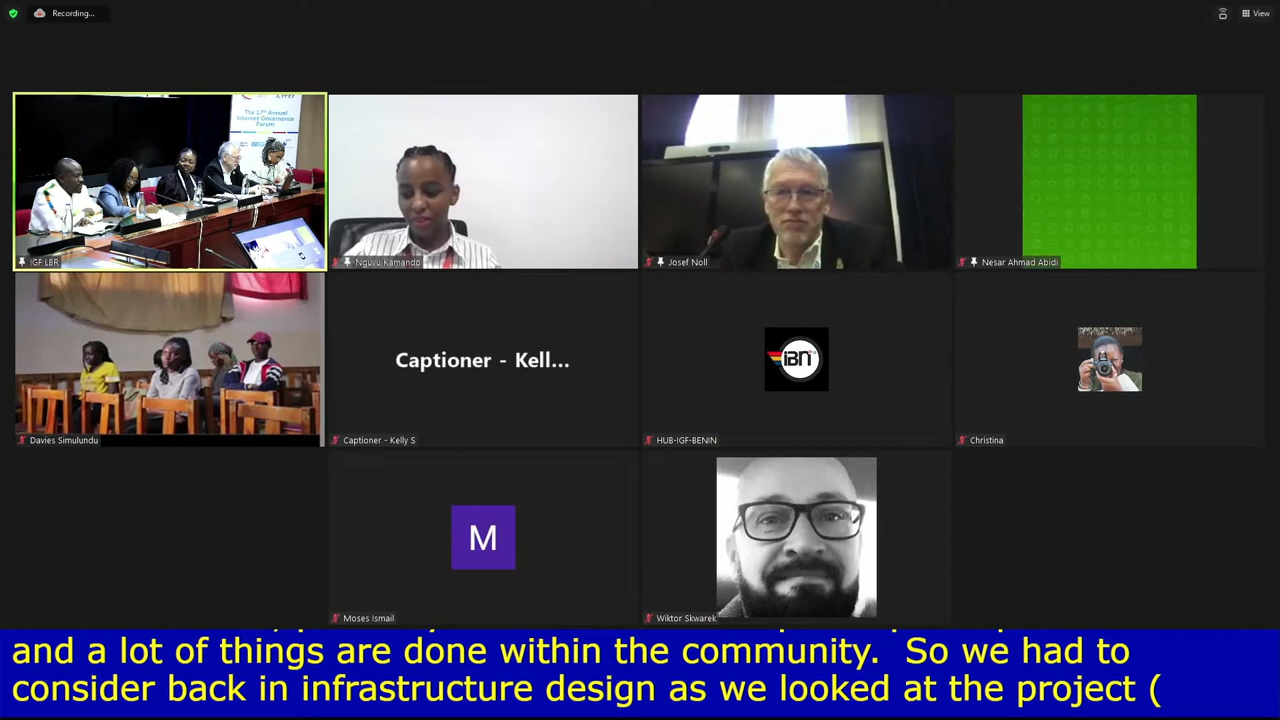 Recording...
View
The 17th Annual
Internet Governance
Forum
IGF LBR
Nguvu Kamando
Josef Noll
Nesar Ahmad Abidi
Davies Simulundu
Captioner - Kell...
Captioner - Kelly S
iBN
HUB-IGF-BENIN
Christina
M
Moses Ismail
Wiktor Skwarek
and a lot of things are done within the community. So we had to
consider back in infrastructure design as we looked at the project (